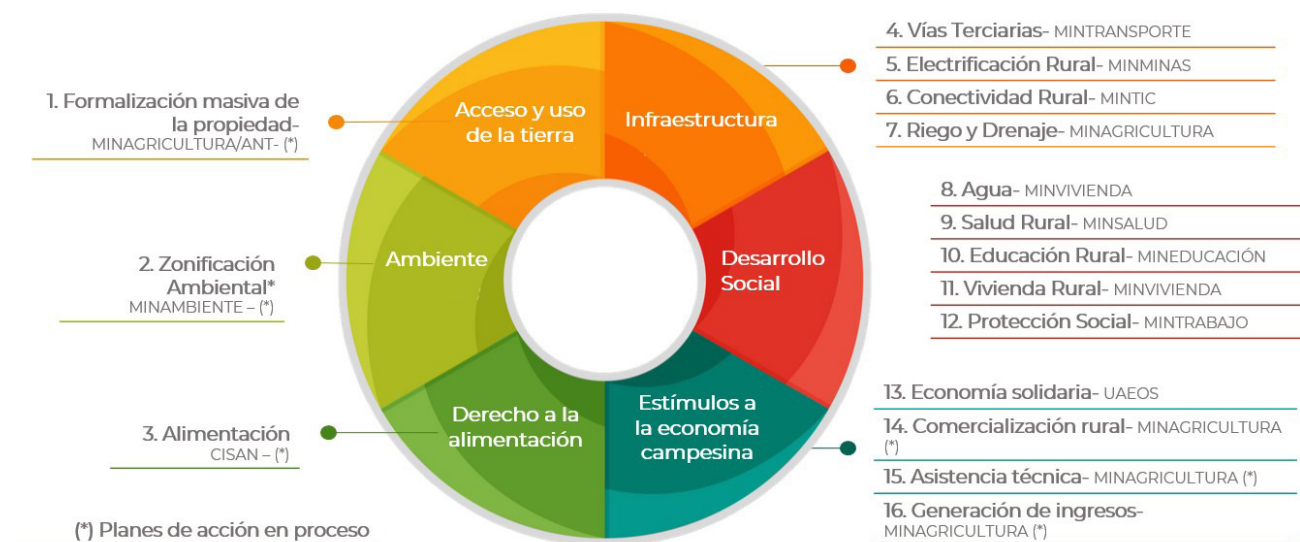 1. Formalización masiva de
la propiedad-
MINAGRICULTURA/ANT- (*)
2. Zonificación
Ambiental*
MINAMBIENTE – (*)
3. Alimentación
CISAN – (*)
(*) Planes de acción en proceso
Acceso y uso
de la tierra
Infraestructura
Ambiente
Desarrollo
Social
Derecho a la
alimentación
Estímulos a
la economía
campesina
4. Vías Terciarias- MINTRANSPORTE
5. Electrificación Rural- MINMINAS
6. Conectividad Rural- MINTIC
7. Riego y Drenaje- MINAGRICULTURA
8. Agua- MINVIVIENDA
9. Salud Rural- MINSALUD
10. Educación Rural- MINEDUCACIÓN
11. Vivienda Rural- MINVIVIENDA
12. Protección Social- MINTRABAJO
13. Economía solidaria- UAEOS
14. Comercialización rural- MINAGRICULTURA
(*)
15. Asistencia técnica- MINAGRICULTURA (*)
16. Generación de ingresos-
MINAGRICULTURA (*)